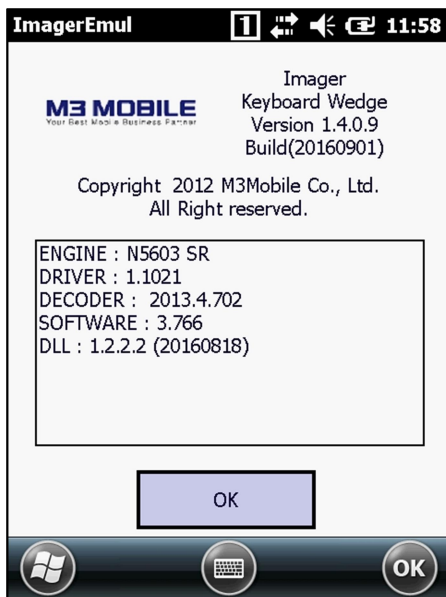 ImagerEmul 1 11:58
M3 MOBILE
Your Best Mobile Business Partner
Imager
Keyboard Wedge
Version 1.4.0.9
Build(20160901)
Copyright 2012 M3Mobile Co., Ltd.
All Right reserved.
ENGINE : N5603 SR
DRIVER : 1.1021
DECODER : 2013.4.702
SOFTWARE : 3.766
DLL : 1.2.2.2 (20160818)
OK
OK